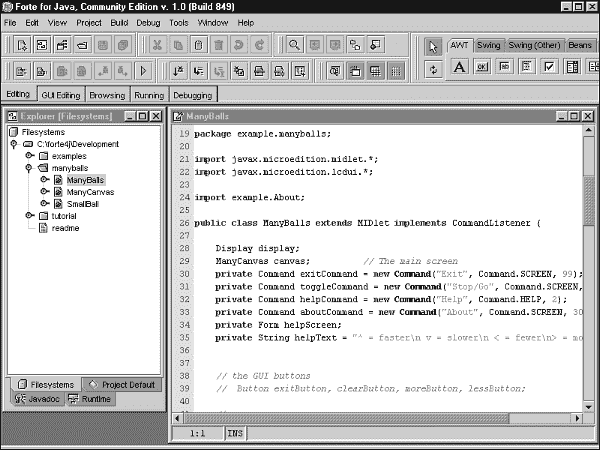 Forte for Java, Community Edition v. 1.0 (Build 849)
File Edit View Project Build Debug Tools Window Help
AWT Swing Swing (Other) Beans
A OK
Editing GUI Editing Browsing Running Debugging
Explorer [Filesystems]
Filesystems
C:\forte4j\Development
examples
manyballs
ManyBalls
ManyCanvas
SmallBall
tutorial
readme
Filesystems Project Default
Javadoc Runtime
ManyBalls
19 package example.manyballs;
20
21 import javax.microedition.midlet.*;
22 import javax.microedition.lcdui.*;
23
24 import example.About;
25
26 public class ManyBalls extends MIDlet implements CommandListener {
27
28 Display display;
29 ManyCanvas canvas; // The main screen
30 private Command exitCommand = new Command("Exit", Command.SCREEN, 99);
31 private Command toggleCommand = new Command("Stop/Go", Command.SCREEN,
32 private Command helpCommand = new Command("Help", Command.HELP, 2);
33 private Command aboutCommand = new Command("About", Command.SCREEN, 30
34 private Form helpScreen;
35 private String helpText = "^ = faster\n v = slower\n < = fewer\n> = mo
36
37
38 // the GUI buttons
39 // Button exitButton, clearButton, moreButton, lessButton;
40
1:1 INS